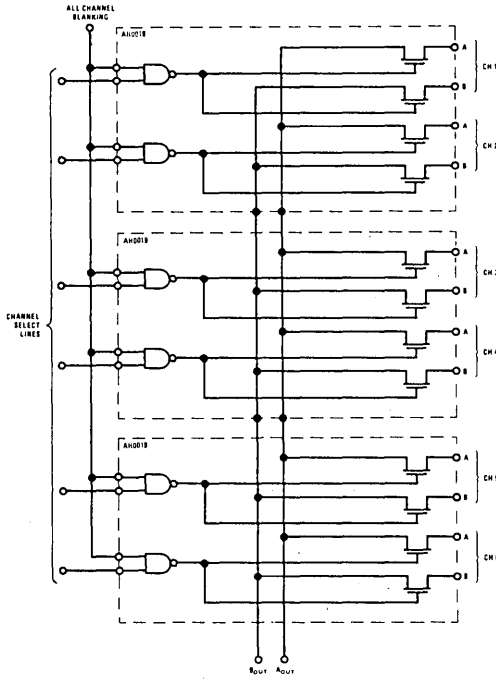 ALL CHANNEL
BLANKING
AH0019
A
CH 1
B
A
CH 2
B
AH0019
A
CH 3
B
A
CH 4
B
CHANNEL
SELECT
LINES
AH0019
A
CH 5
B
A
CH 6
B
BOUT AOUT